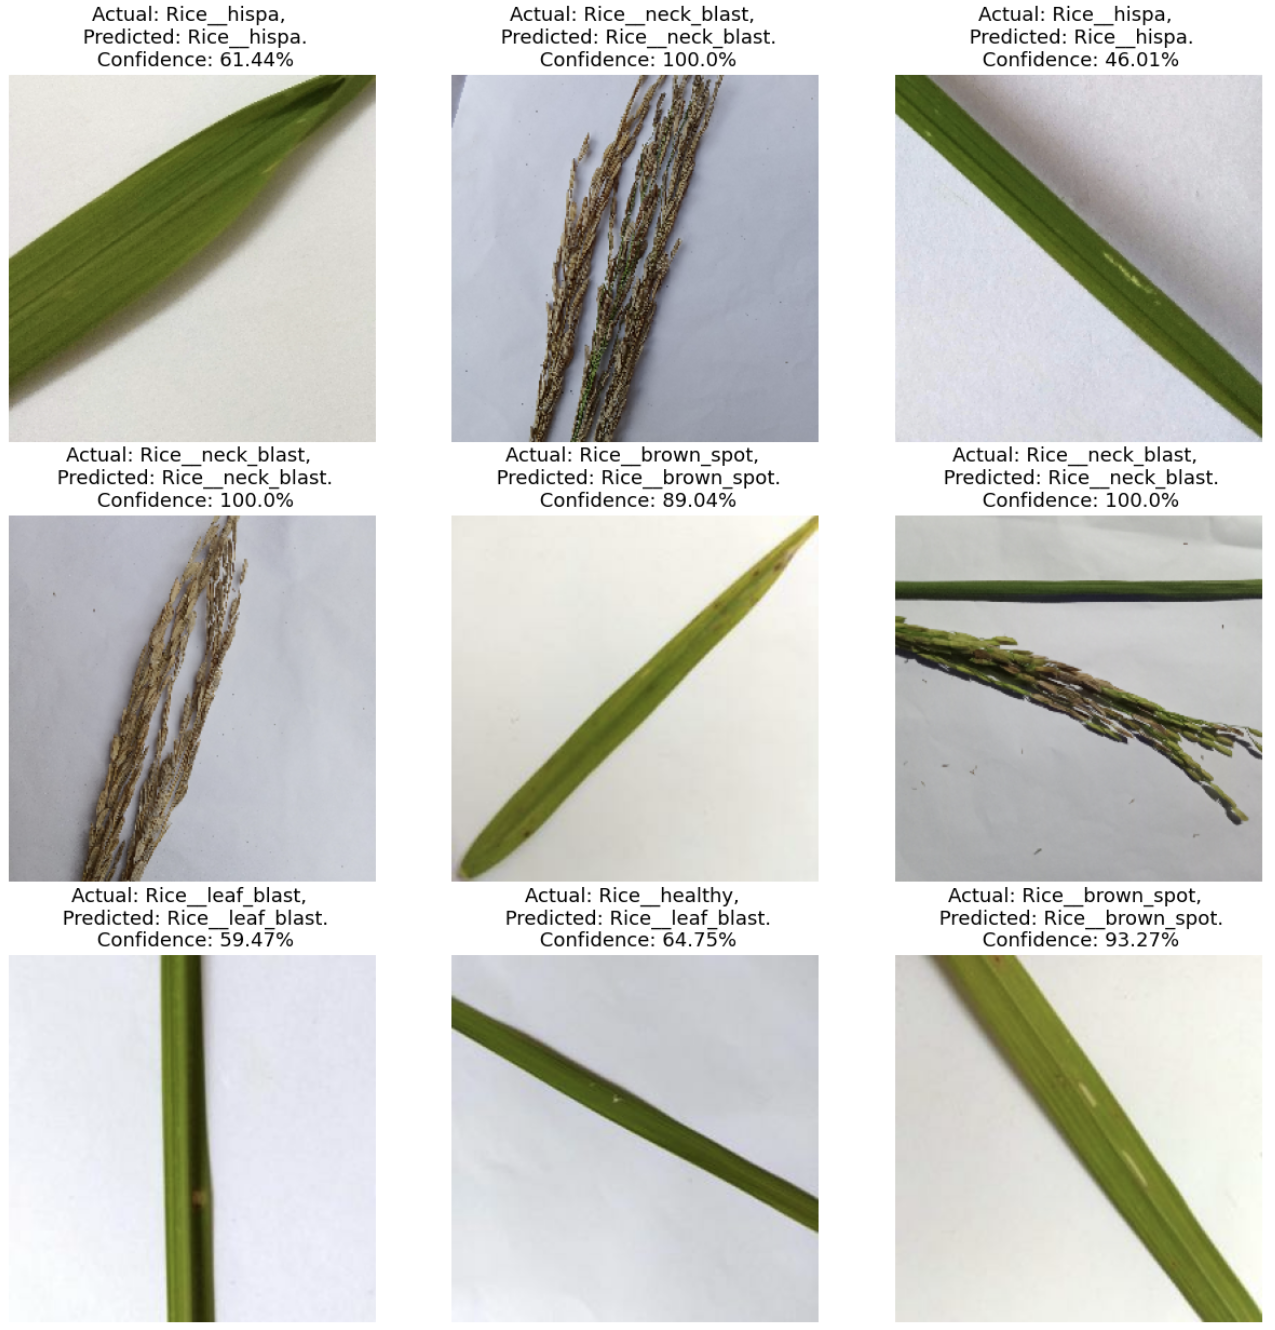 Actual: Rice__hispa,
Predicted: Rice__hispa.
Confidence: 61.44%
Actual: Rice__neck_blast,
Predicted: Rice__neck_blast.
Confidence: 100.0%
Actual: Rice__hispa,
Predicted: Rice__hispa.
Confidence: 46.01%
Actual: Rice__neck_blast,
Predicted: Rice__neck_blast.
Confidence: 100.0%
Actual: Rice__brown_spot,
Predicted: Rice__brown_spot.
Confidence: 89.04%
Actual: Rice__neck_blast,
Predicted: Rice__neck_blast.
Confidence: 100.0%
Actual: Rice__leaf_blast,
Predicted: Rice__leaf_blast.
Confidence: 59.47%
Actual: Rice__healthy,
Predicted: Rice__leaf_blast.
Confidence: 64.75%
Actual: Rice__brown_spot,
Predicted: Rice__brown_spot.
Confidence: 93.27%